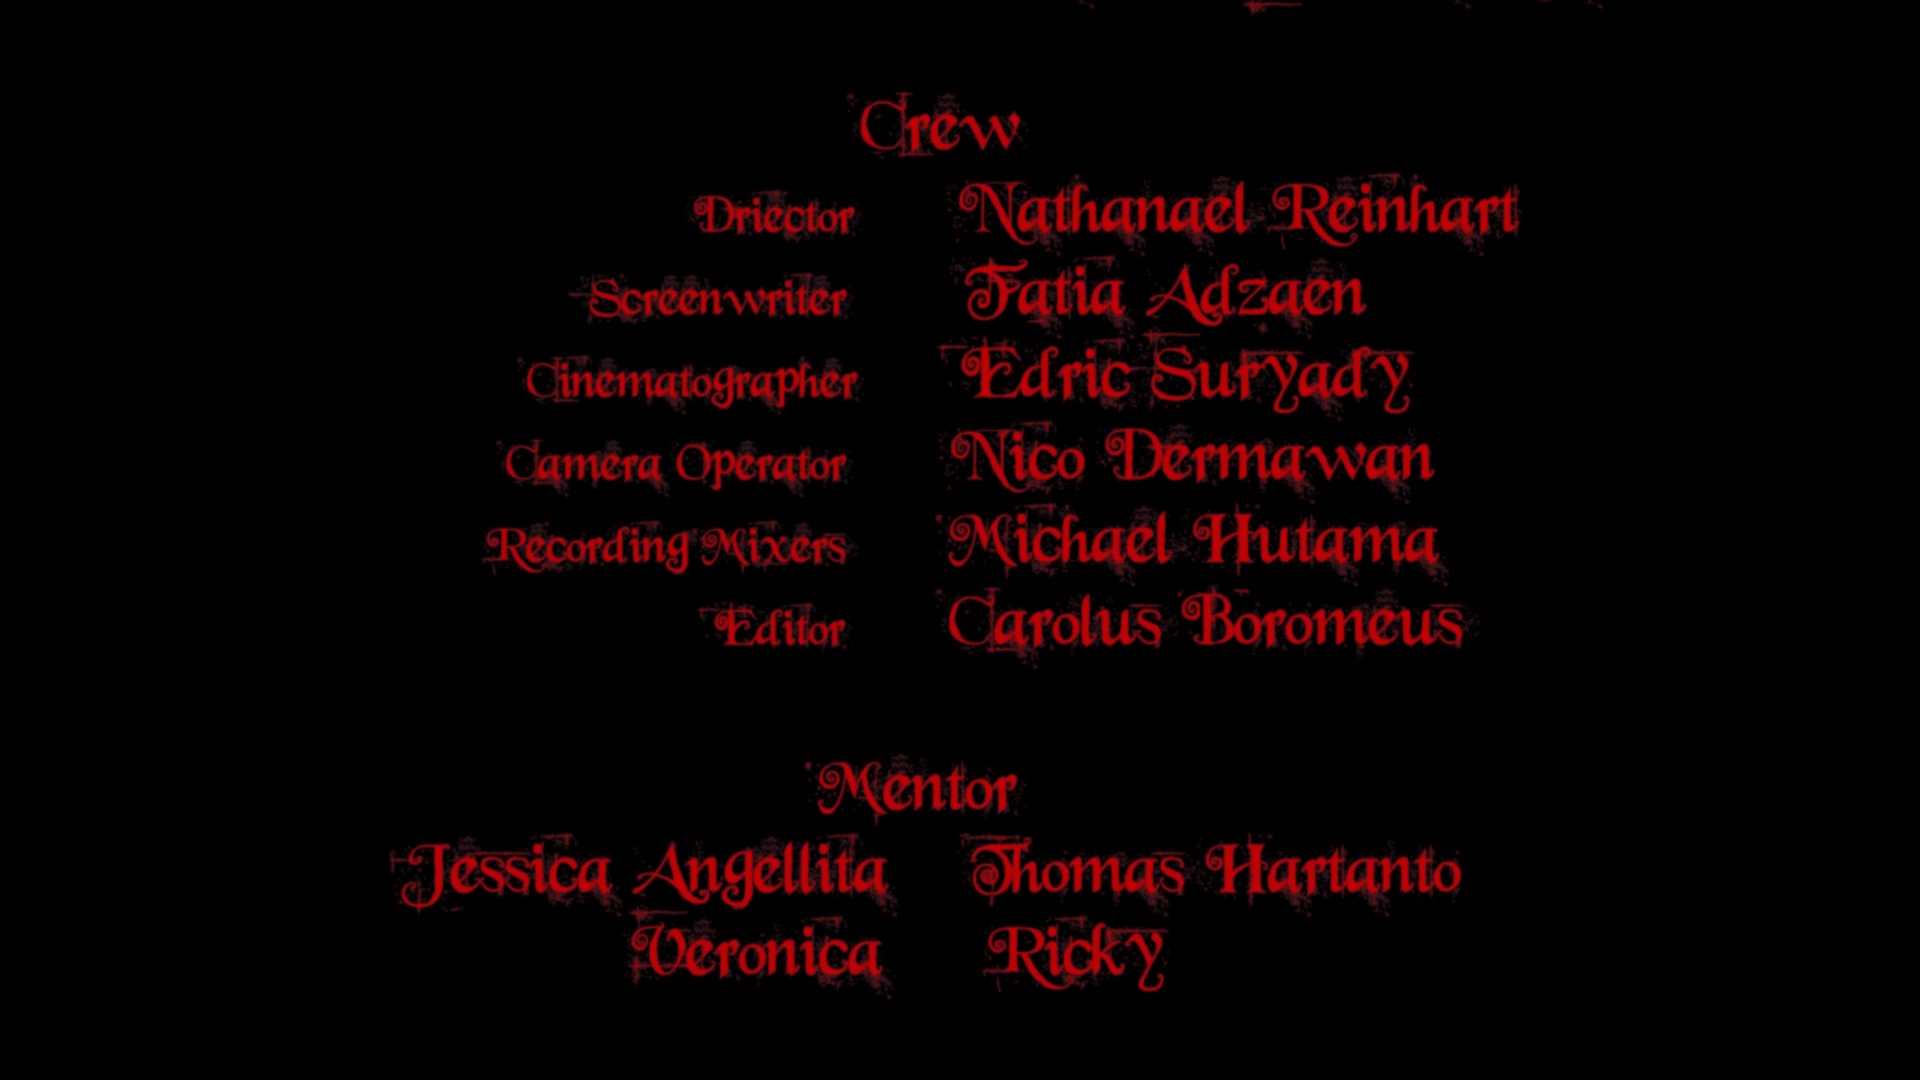 Crew
Driector Nathanael Reinhart
Screenwriter Fatia Adzaen
Cinematographer Edric Suryady
Camera Operator Nico Dermawan
Recording Mixers Michael Hutama
Editor Carolus Boromeus
Mentor
Jessica Angellita Thomas Hartanto
Veronica Ricky